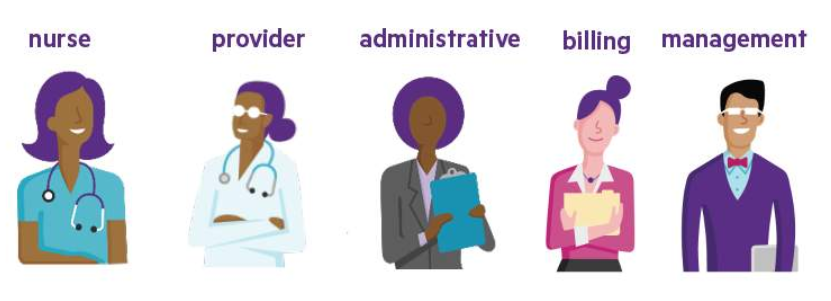 nurse provider administrative billing management